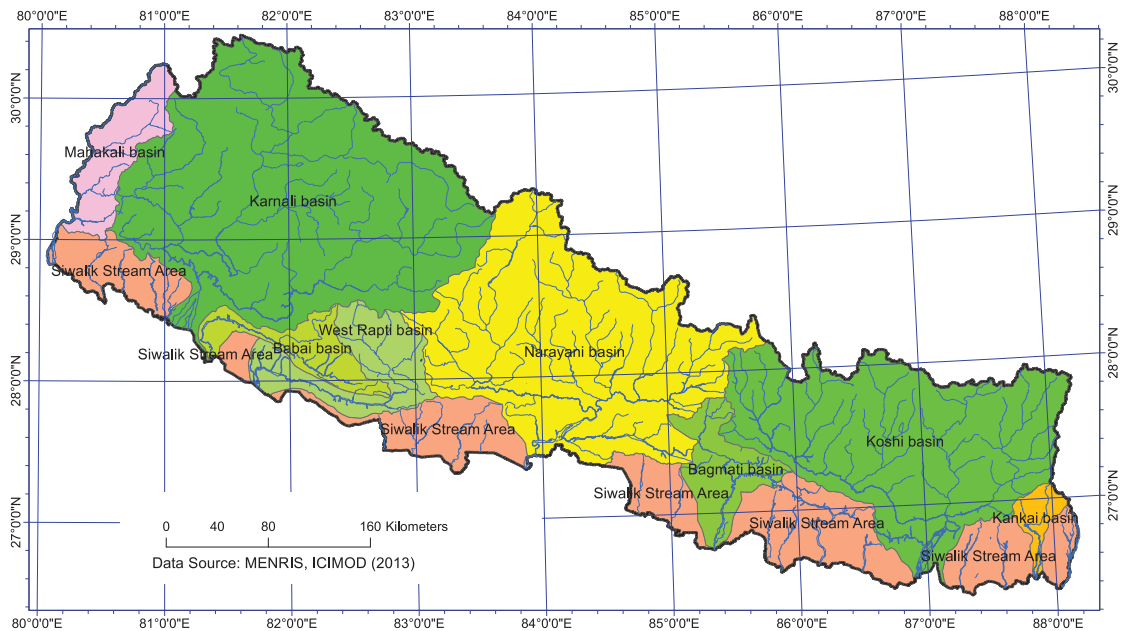 80°0'0"E 81°0'0"E 82°0'0"E 83°0'0"E 84°0'0"E 85°0'0"E 86°0'0"E 87°0'0"E 88°0'0"E
30°0'0"N
30°0'0"N
Mahakali basin
Karnali basin
29°0'0"N
29°0'0"N
Siwalik Stream Area
West Rapti basin
Siwalik Stream Area
Babai basin
Narayani basin
28°0'0"N
28°0'0"N
Siwalik Stream Area
Koshi basin
Bagmati basin
Siwalik Stream Area
Siwalik Stream Area
Kankai basin
27°0'0"N
27°0'0"N
Siwalik Stream Area
0 40 80 160 Kilometers
Data Source: MENRIS, ICIMOD (2013)
80°0'0"E 81°0'0"E 82°0'0"E 83°0'0"E 84°0'0"E 85°0'0"E 86°0'0"E 87°0'0"E 88°0'0"E